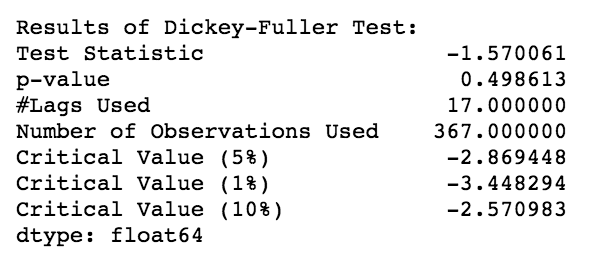 Results of Dickey-Fuller Test:
Test Statistic                 -1.570061
p-value                         0.498613
#Lags Used                     17.000000
Number of Observations Used   367.000000
Critical Value (5%)            -2.869448
Critical Value (1%)            -3.448294
Critical Value (10%)           -2.570983
dtype: float64